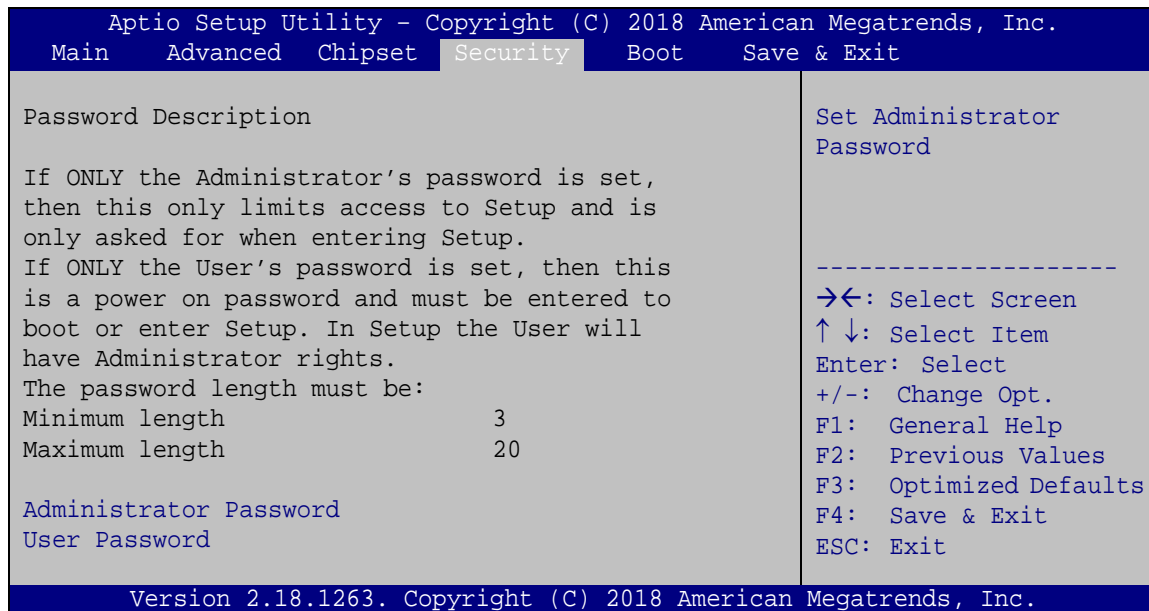 Aptio Setup Utility – Copyright (C) 2018 American Megatrends, Inc.
Main Advanced Chipset Security Boot Save & Exit
Password Description
If ONLY the Administrator's password is set,
then this only limits access to Setup and is
only asked for when entering Setup.
If ONLY the User's password is set, then this
is a power on password and must be entered to
boot or enter Setup. In Setup the User will
have Administrator rights.
The password length must be:
Minimum length 3
Maximum length 20
Administrator Password
User Password
Set Administrator
Password
---------------------
→←: Select Screen
↑ ↓: Select Item
Enter: Select
+/-: Change Opt.
F1: General Help
F2: Previous Values
F3: Optimized Defaults
F4: Save & Exit
ESC: Exit
Version 2.18.1263. Copyright (C) 2018 American Megatrends, Inc.